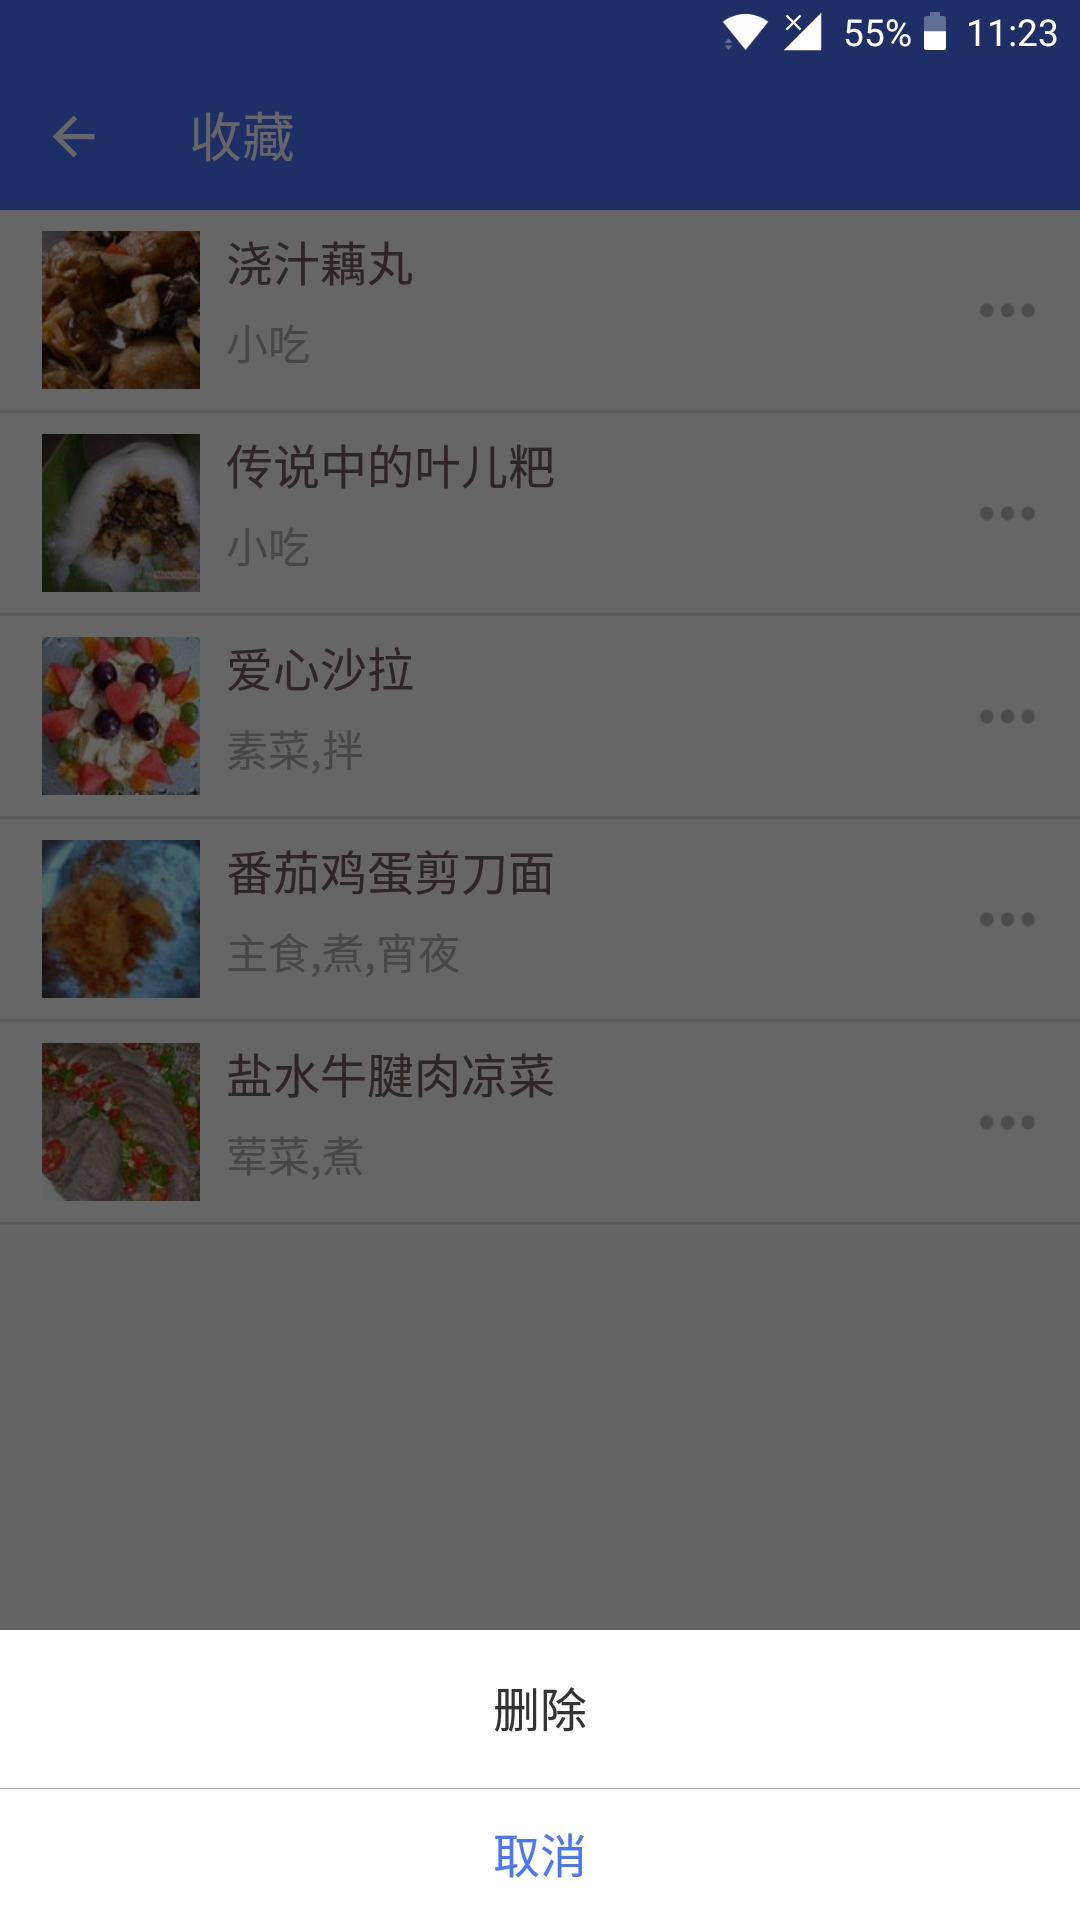 55% 11:23
收藏
浇汁藕丸
小吃
传说中的叶儿粑
小吃
爱心沙拉
素菜,拌
番茄鸡蛋剪刀面
主食,煮,宵夜
盐水牛腱肉凉菜
荤菜,煮
删除
取消